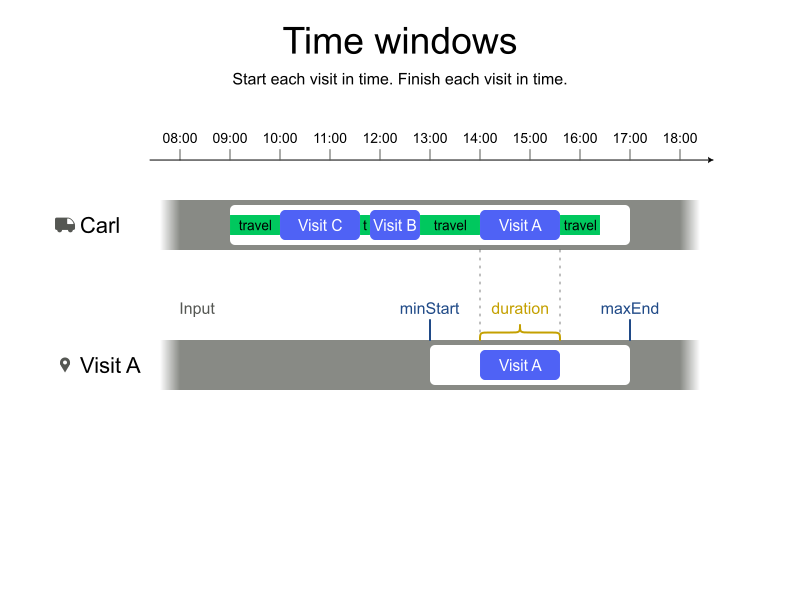 Time windows
Start each visit in time. Finish each visit in time.
08:00 09:00 10:00 11:00 12:00 13:00 14:00 15:00 16:00 17:00 18:00
Carl travel Visit C t Visit B travel Visit A travel
Input minStart duration maxEnd
Visit A Visit A